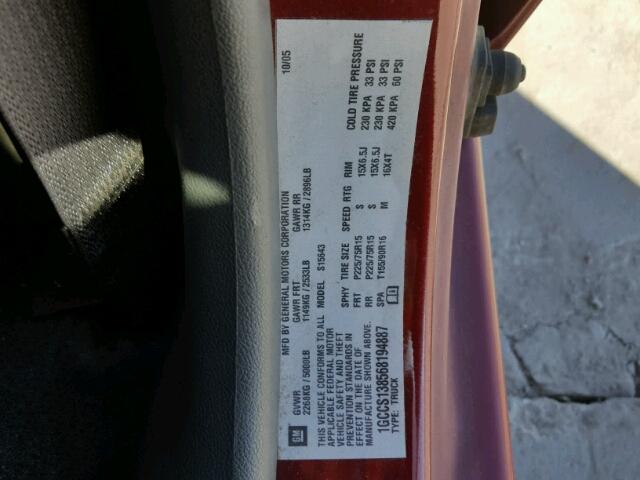 MFD BY GENERAL MOTORS CORPORATION 10/05
GVWR GAWR FRT GAWR RR
2268KG / 5000LB 1149KG / 2533LB 1314KG / 2896LB
GM
THIS VEHICLE CONFORMS TO ALL
APPLICABLE FEDERAL MOTOR
VEHICLE SAFETY AND THEFT
PREVENTION STANDARDS IN
EFFECT ON THE DATE OF
MANUFACTURE SHOWN ABOVE.
1GCCS138568194887
TYPE: TRUCK
MODEL S15643
SPHY TIRE SIZE SPEED RTG RIM COLD TIRE PRESSURE
FRT P225/75R15 S 15X6.5J 230 KPA 33 PSI
RR P225/75R15 S 15X6.5J 230 KPA 33 PSI
SPA T155/90R16 M 16X4T 420 KPA 60 PSI